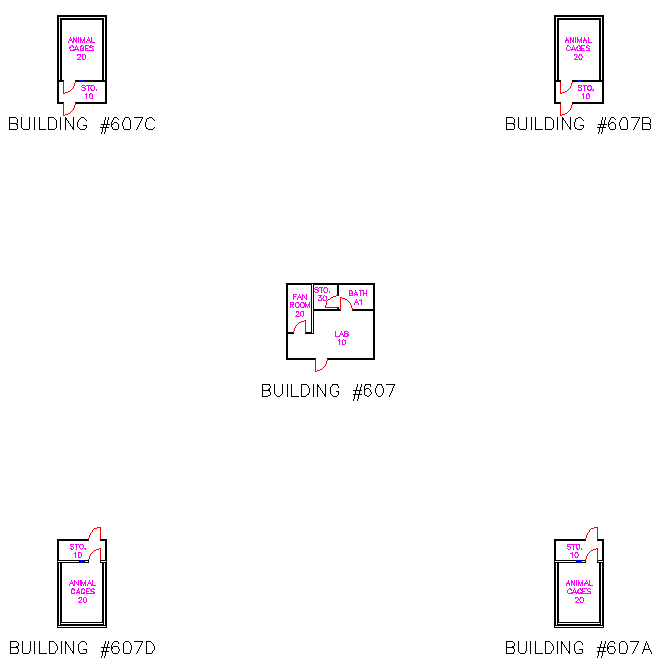 ANIMAL
CAGES
20
STO.
10
BUILDING #607C
ANIMAL
CAGES
20
STO.
10
BUILDING #607B
FAN
ROOM
20
STO.
30
BATH
A1
LAB
10
BUILDING #607
STO.
10
ANIMAL
CAGES
20
BUILDING #607D
STO.
10
ANIMAL
CAGES
20
BUILDING #607A